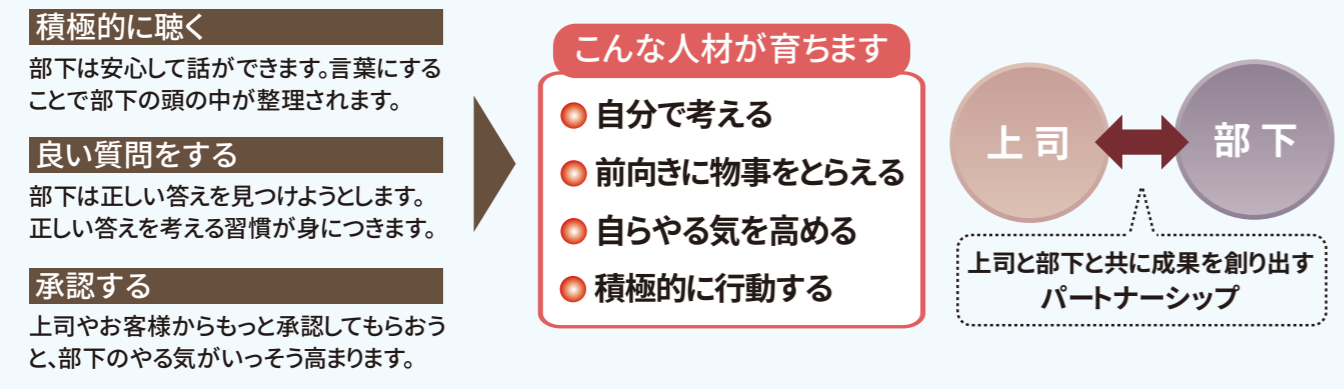 積極的に聴く
部下は安心して話ができます。言葉にする
ことで部下の頭の中が整理されます。
良い質問をする
部下は正しい答えを見つけようとします。
正しい答えを考える習慣が身につきます。
承認する
上司やお客様からもっと承認してもらおう
と、部下のやる気がいっそう高まります。
こんな人材が育ちます
自分で考える
前向きに物事をとらえる
自らやる気を高める
積極的に行動する
上司
部下
上司と部下と共に成果を創り出す
パートナーシップ